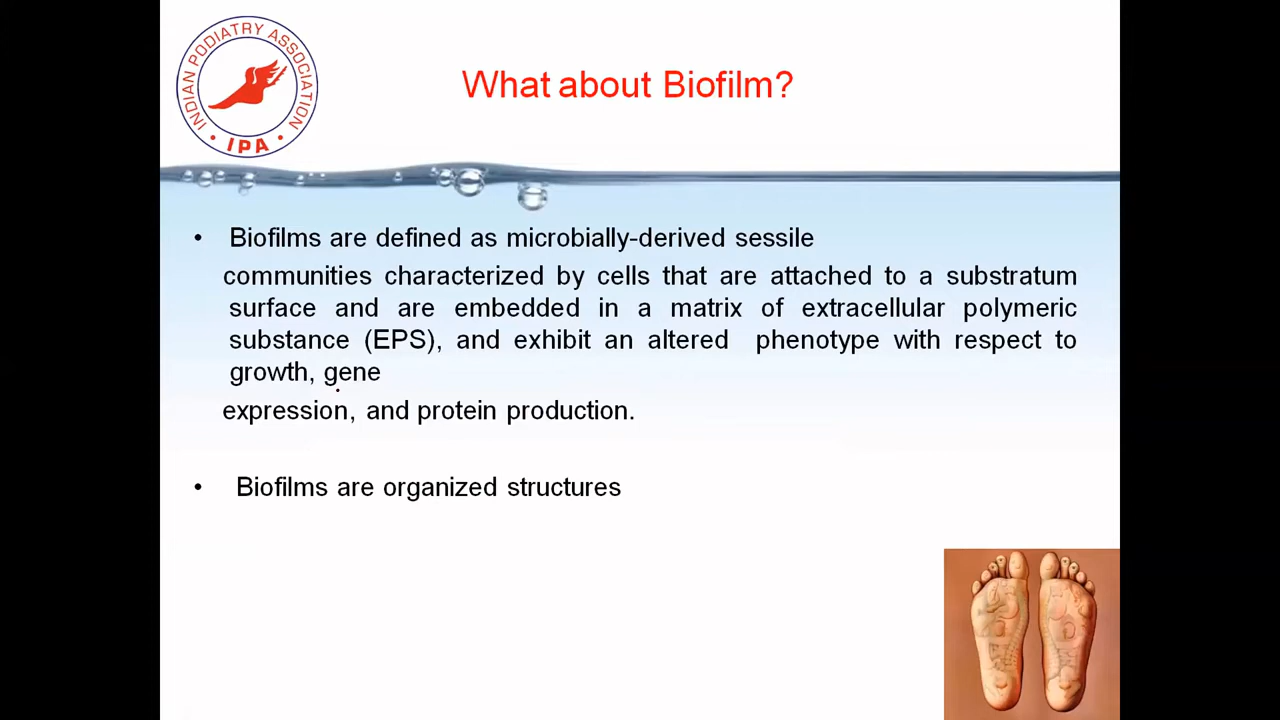 INDIAN PODIATRY ASSOCIATION
• IPA •
What about Biofilm?
• Biofilms are defined as microbially-derived sessile
communities characterized by cells that are attached to a substratum
surface and are embedded in a matrix of extracellular polymeric
substance (EPS), and exhibit an altered phenotype with respect to
growth, gene
expression, and protein production.
• Biofilms are organized structures